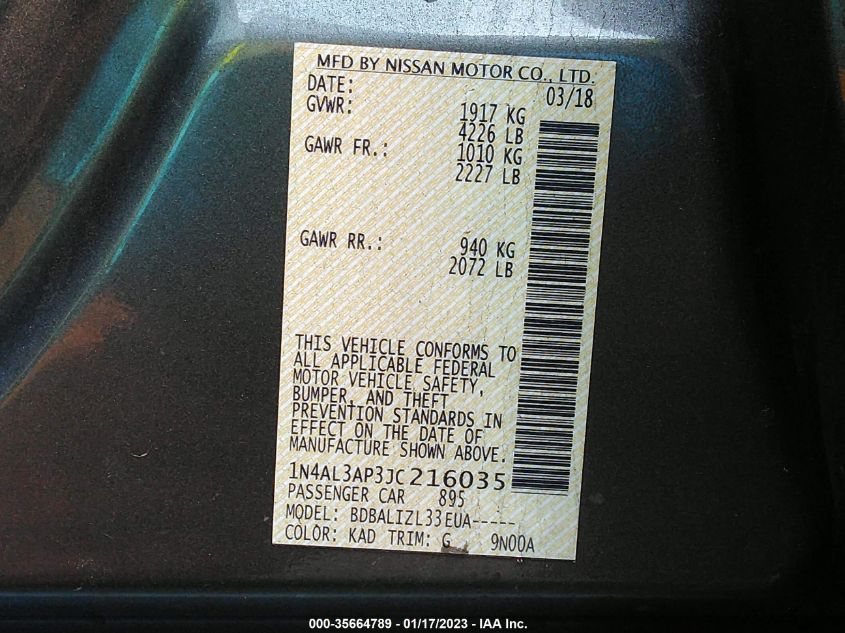 MFD BY NISSAN MOTOR CO., LTD.
DATE: 03/18
GVWR: 1917 KG
4226 LB
GAWR FR.: 1010 KG
2227 LB
GAWR RR.: 940 KG
2072 LB
THIS VEHICLE CONFORMS TO
ALL APPLICABLE FEDERAL
MOTOR VEHICLE SAFETY,
BUMPER, AND THEFT
PREVENTION STANDARDS IN
EFFECT ON THE DATE OF
MANUFACTURE SHOWN ABOVE.
1N4AL3AP3JC216035
PASSENGER CAR 895
MODEL: BDBALIZL33EUA-----
COLOR: KAD TRIM: G 9N00A
000-35664789 - 01/17/2023 - IAA Inc.